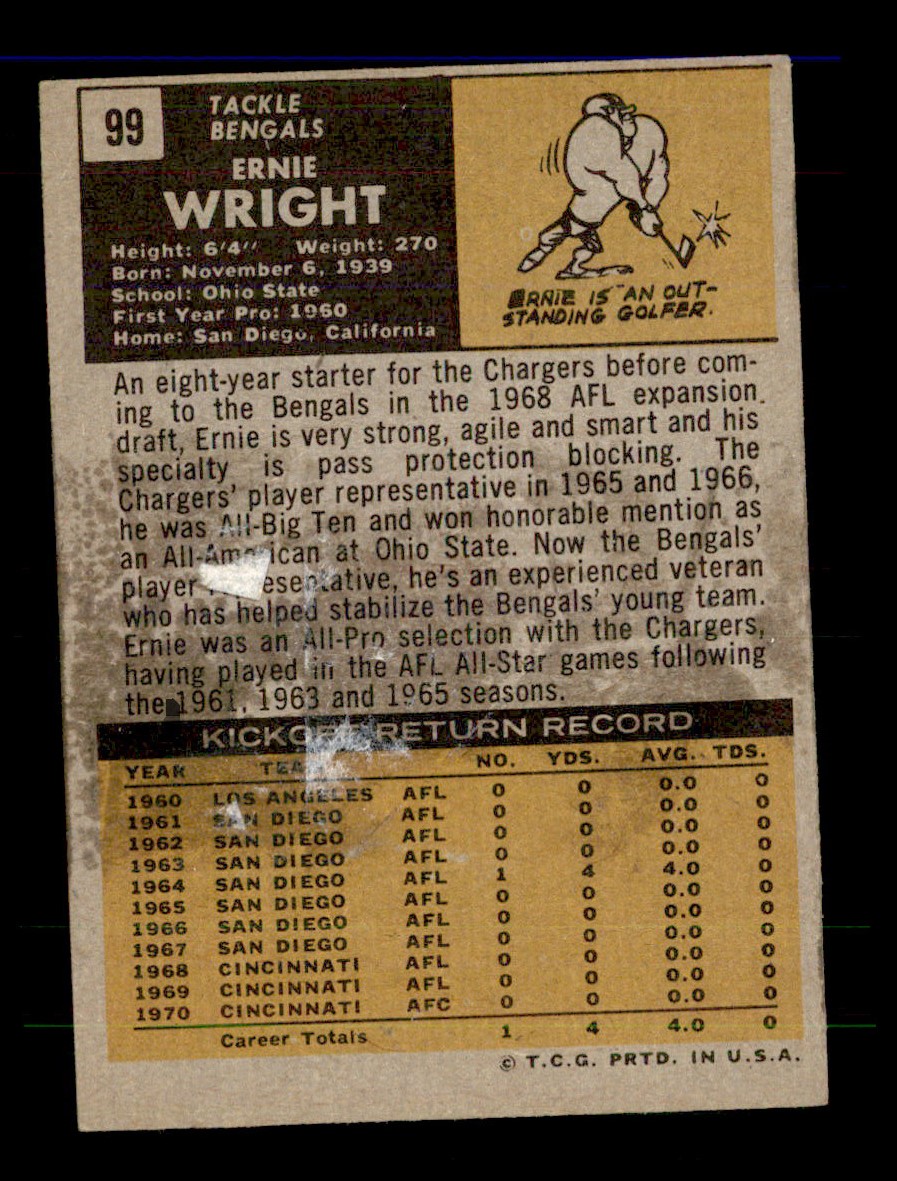 99
TACKLE
BENGALS
ERNIE
WRIGHT
Height: 6'4" Weight: 270
Born: November 6, 1939
School: Ohio State
First Year Pro: 1960
Home: San Diego, California
ERNIE IS AN OUT-
STANDING GOLFER.
An eight-year starter for the Chargers before com-
ing to the Bengals in the 1968 AFL expansion
draft, Ernie is very strong, agile and smart and his
specialty is pass protection blocking. The
Chargers' player representative in 1965 and 1966,
he was All-Big Ten and won honorable mention as
an All-American at Ohio State. Now the Bengals'
player representative, he's an experienced veteran
who has helped stabilize the Bengals' young team.
Ernie was an All-Pro selection with the Chargers,
having played in the AFL All-Star games following
the 1961, 1963 and 1965 seasons.
KICKOFF RETURN RECORD
YEAR TEAM NO. YDS. AVG. TDS.
1960 LOS ANGELES AFL 0 0 0.0 0
1961 SAN DIEGO AFL 0 0 0.0 0
1962 SAN DIEGO AFL 0 0 0.0 0
1963 SAN DIEGO AFL 0 0 0.0 0
1964 SAN DIEGO AFL 1 4 4.0 0
1965 SAN DIEGO AFL 0 0 0.0 0
1966 SAN DIEGO AFL 0 0 0.0 0
1967 SAN DIEGO AFL 0 0 0.0 0
1968 CINCINNATI AFL 0 0 0.0 0
1969 CINCINNATI AFL 0 0 0.0 0
1970 CINCINNATI AFC 0 0 0.0 0
Career Totals 1 4 4.0 0
© T.C.G. PRTD. IN U.S.A.